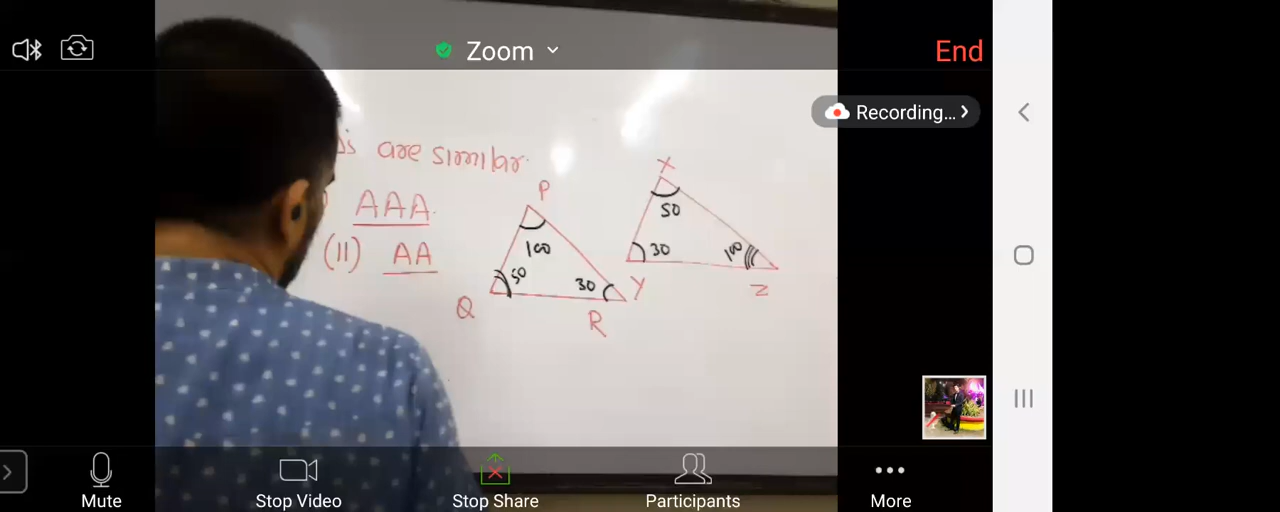 Zoom
End
Recording...
are similar.
AAA.
(II) AA
P
100
50
30
Q
R
X
50
30
100
Y
Z
Mute
Stop Video
Stop Share
Participants
More